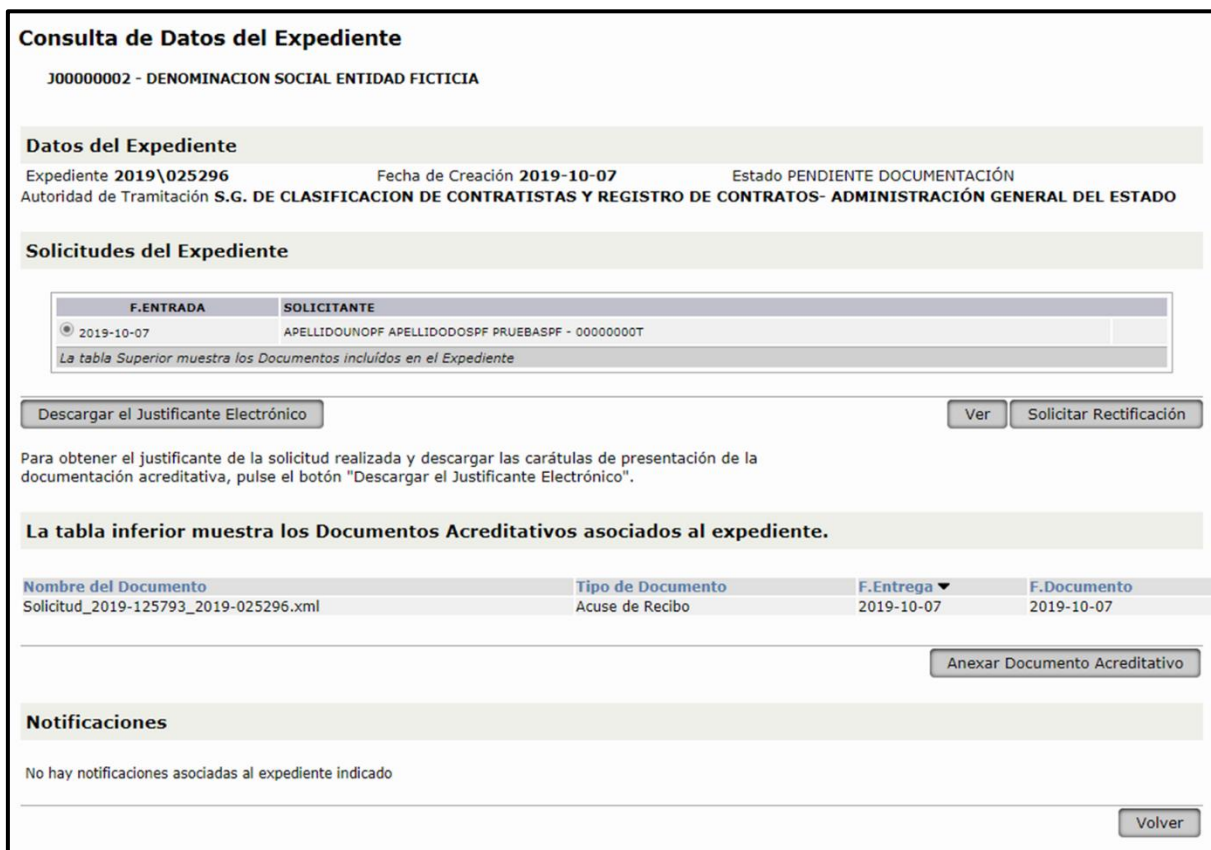 Consulta de Datos del Expediente
J00000002 - DENOMINACION SOCIAL ENTIDAD FICTICIA
Datos del Expediente
Expediente 2019\025296 Fecha de Creación 2019-10-07 Estado PENDIENTE DOCUMENTACIÓN
Autoridad de Tramitación S.G. DE CLASIFICACION DE CONTRATISTAS Y REGISTRO DE CONTRATOS- ADMINISTRACIÓN GENERAL DEL ESTADO
Solicitudes del Expediente
F.ENTRADA SOLICITANTE
2019-10-07 APELLIDOUNOPF APELLIDODOSPF PRUEBASPF - 00000000T
La tabla Superior muestra los Documentos incluídos en el Expediente
Descargar el Justificante Electrónico Ver Solicitar Rectificación
Para obtener el justificante de la solicitud realizada y descargar las carátulas de presentación de la
documentación acreditativa, pulse el botón "Descargar el Justificante Electrónico".
La tabla inferior muestra los Documentos Acreditativos asociados al expediente.
Nombre del Documento Tipo de Documento F.Entrega F.Documento
Solicitud_2019-125793_2019-025296.xml Acuse de Recibo 2019-10-07 2019-10-07
Anexar Documento Acreditativo
Notificaciones
No hay notificaciones asociadas al expediente indicado
Volver